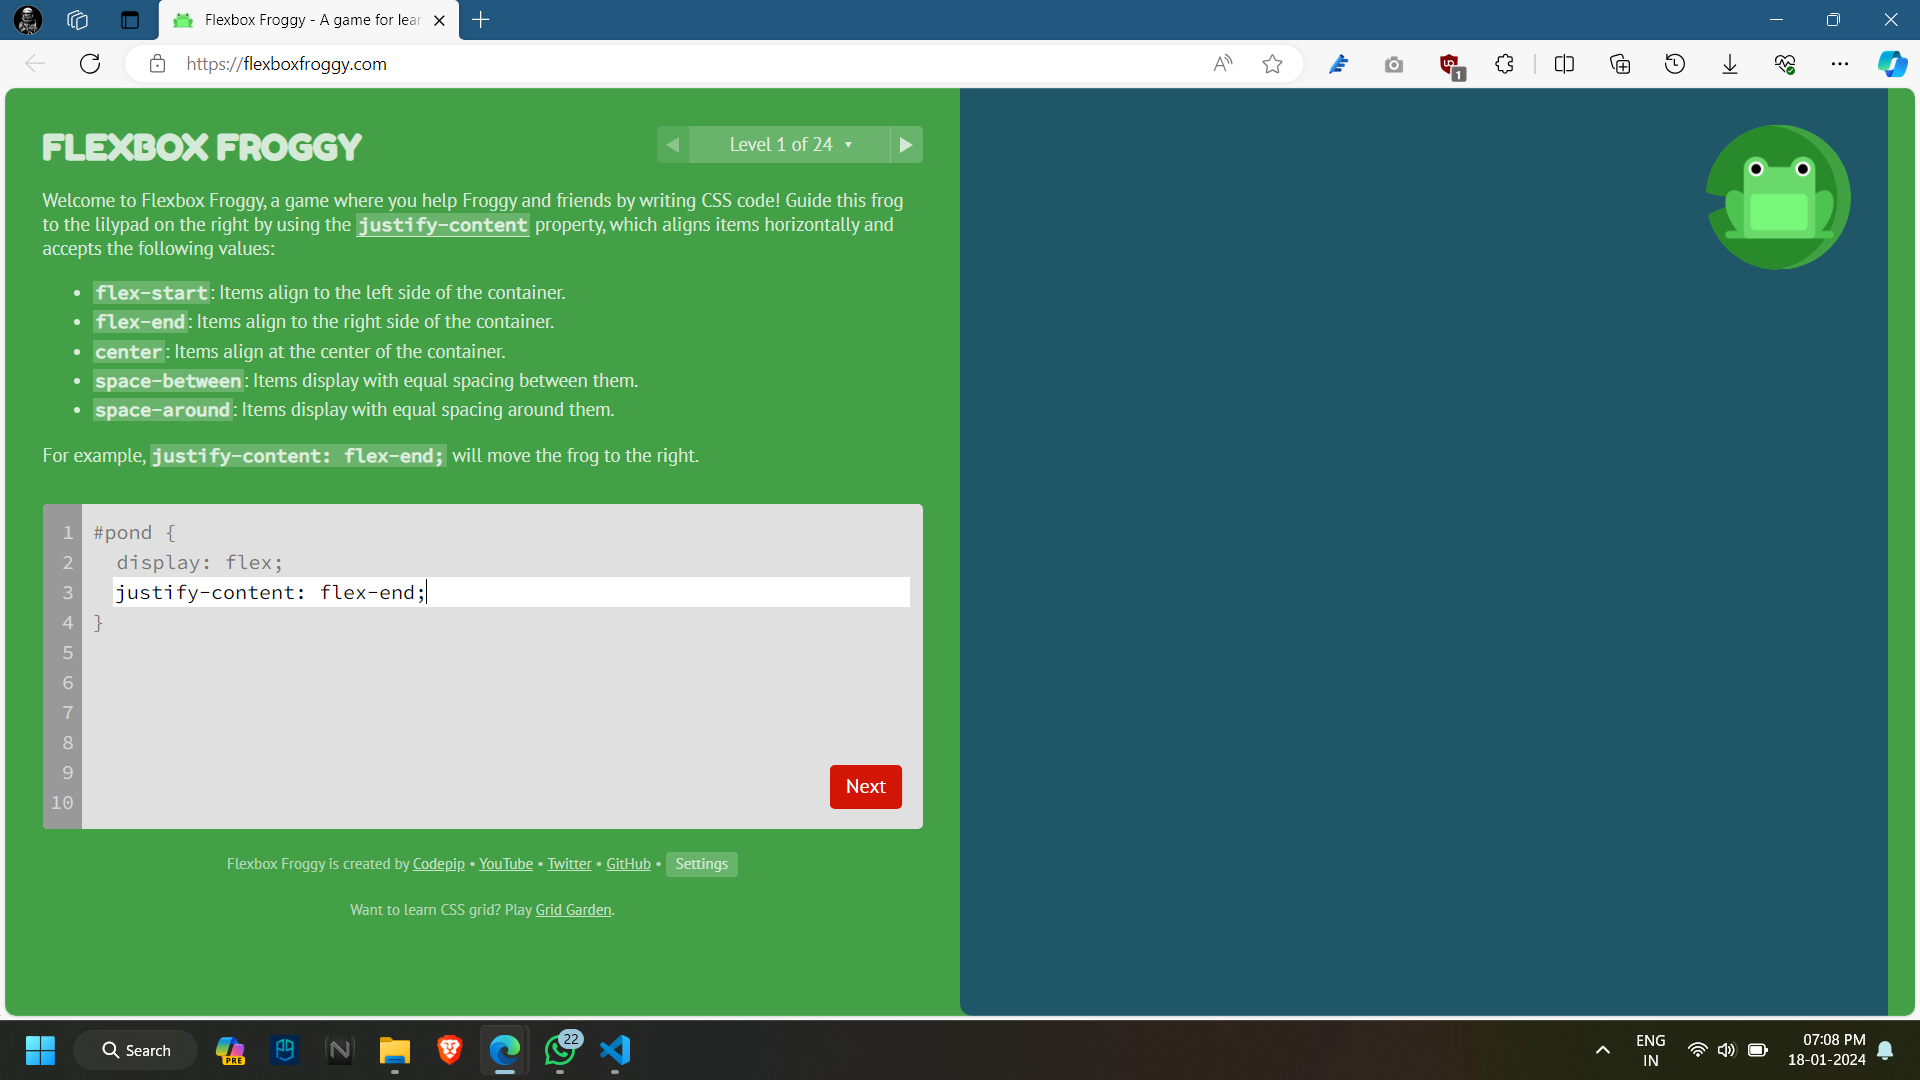 Flexbox Froggy - A game for lear
https://flexboxfroggy.com
1
FLEXBOX FROGGY
Level 1 of 24
Welcome to Flexbox Froggy, a game where you help Froggy and friends by writing CSS code! Guide this frog
to the lilypad on the right by using the justify-content property, which aligns items horizontally and
accepts the following values:
• flex-start: Items align to the left side of the container.
• flex-end: Items align to the right side of the container.
• center: Items align at the center of the container.
• space-between: Items display with equal spacing between them.
• space-around: Items display with equal spacing around them.
For example, justify-content: flex-end; will move the frog to the right.
1 #pond {
2 display: flex;
3 justify-content: flex-end;
4 }
5
6
7
8
9
10
Next
Flexbox Froggy is created by Codepip • YouTube • Twitter • GitHub • Settings
Want to learn CSS grid? Play Grid Garden.
Search
PRE
N
22
ENG
IN
07:08 PM
18-01-2024